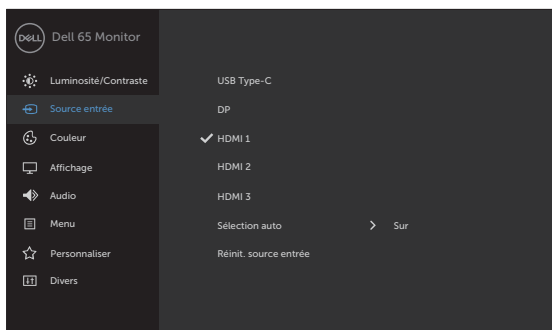 DELL
Dell 65 Monitor
Luminosité/Contraste
Source entrée
Couleur
Affichage
Audio
Menu
Personnaliser
Divers
USB Type-C
DP
HDMI 1
HDMI 2
HDMI 3
Sélection auto > Sur
Réinit. source entrée